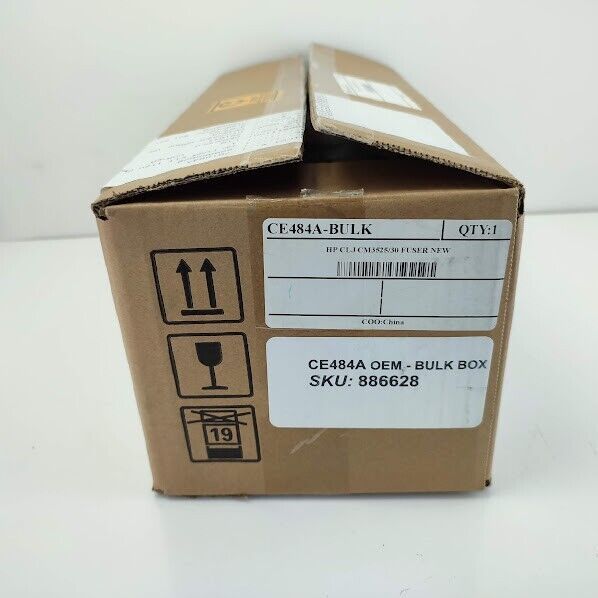 CE484A-BULK
QTY:1
HP CLJ CM3525/30 FUSER NEW
COO:China
CE484A OEM - BULK BOX
SKU: 886628
19